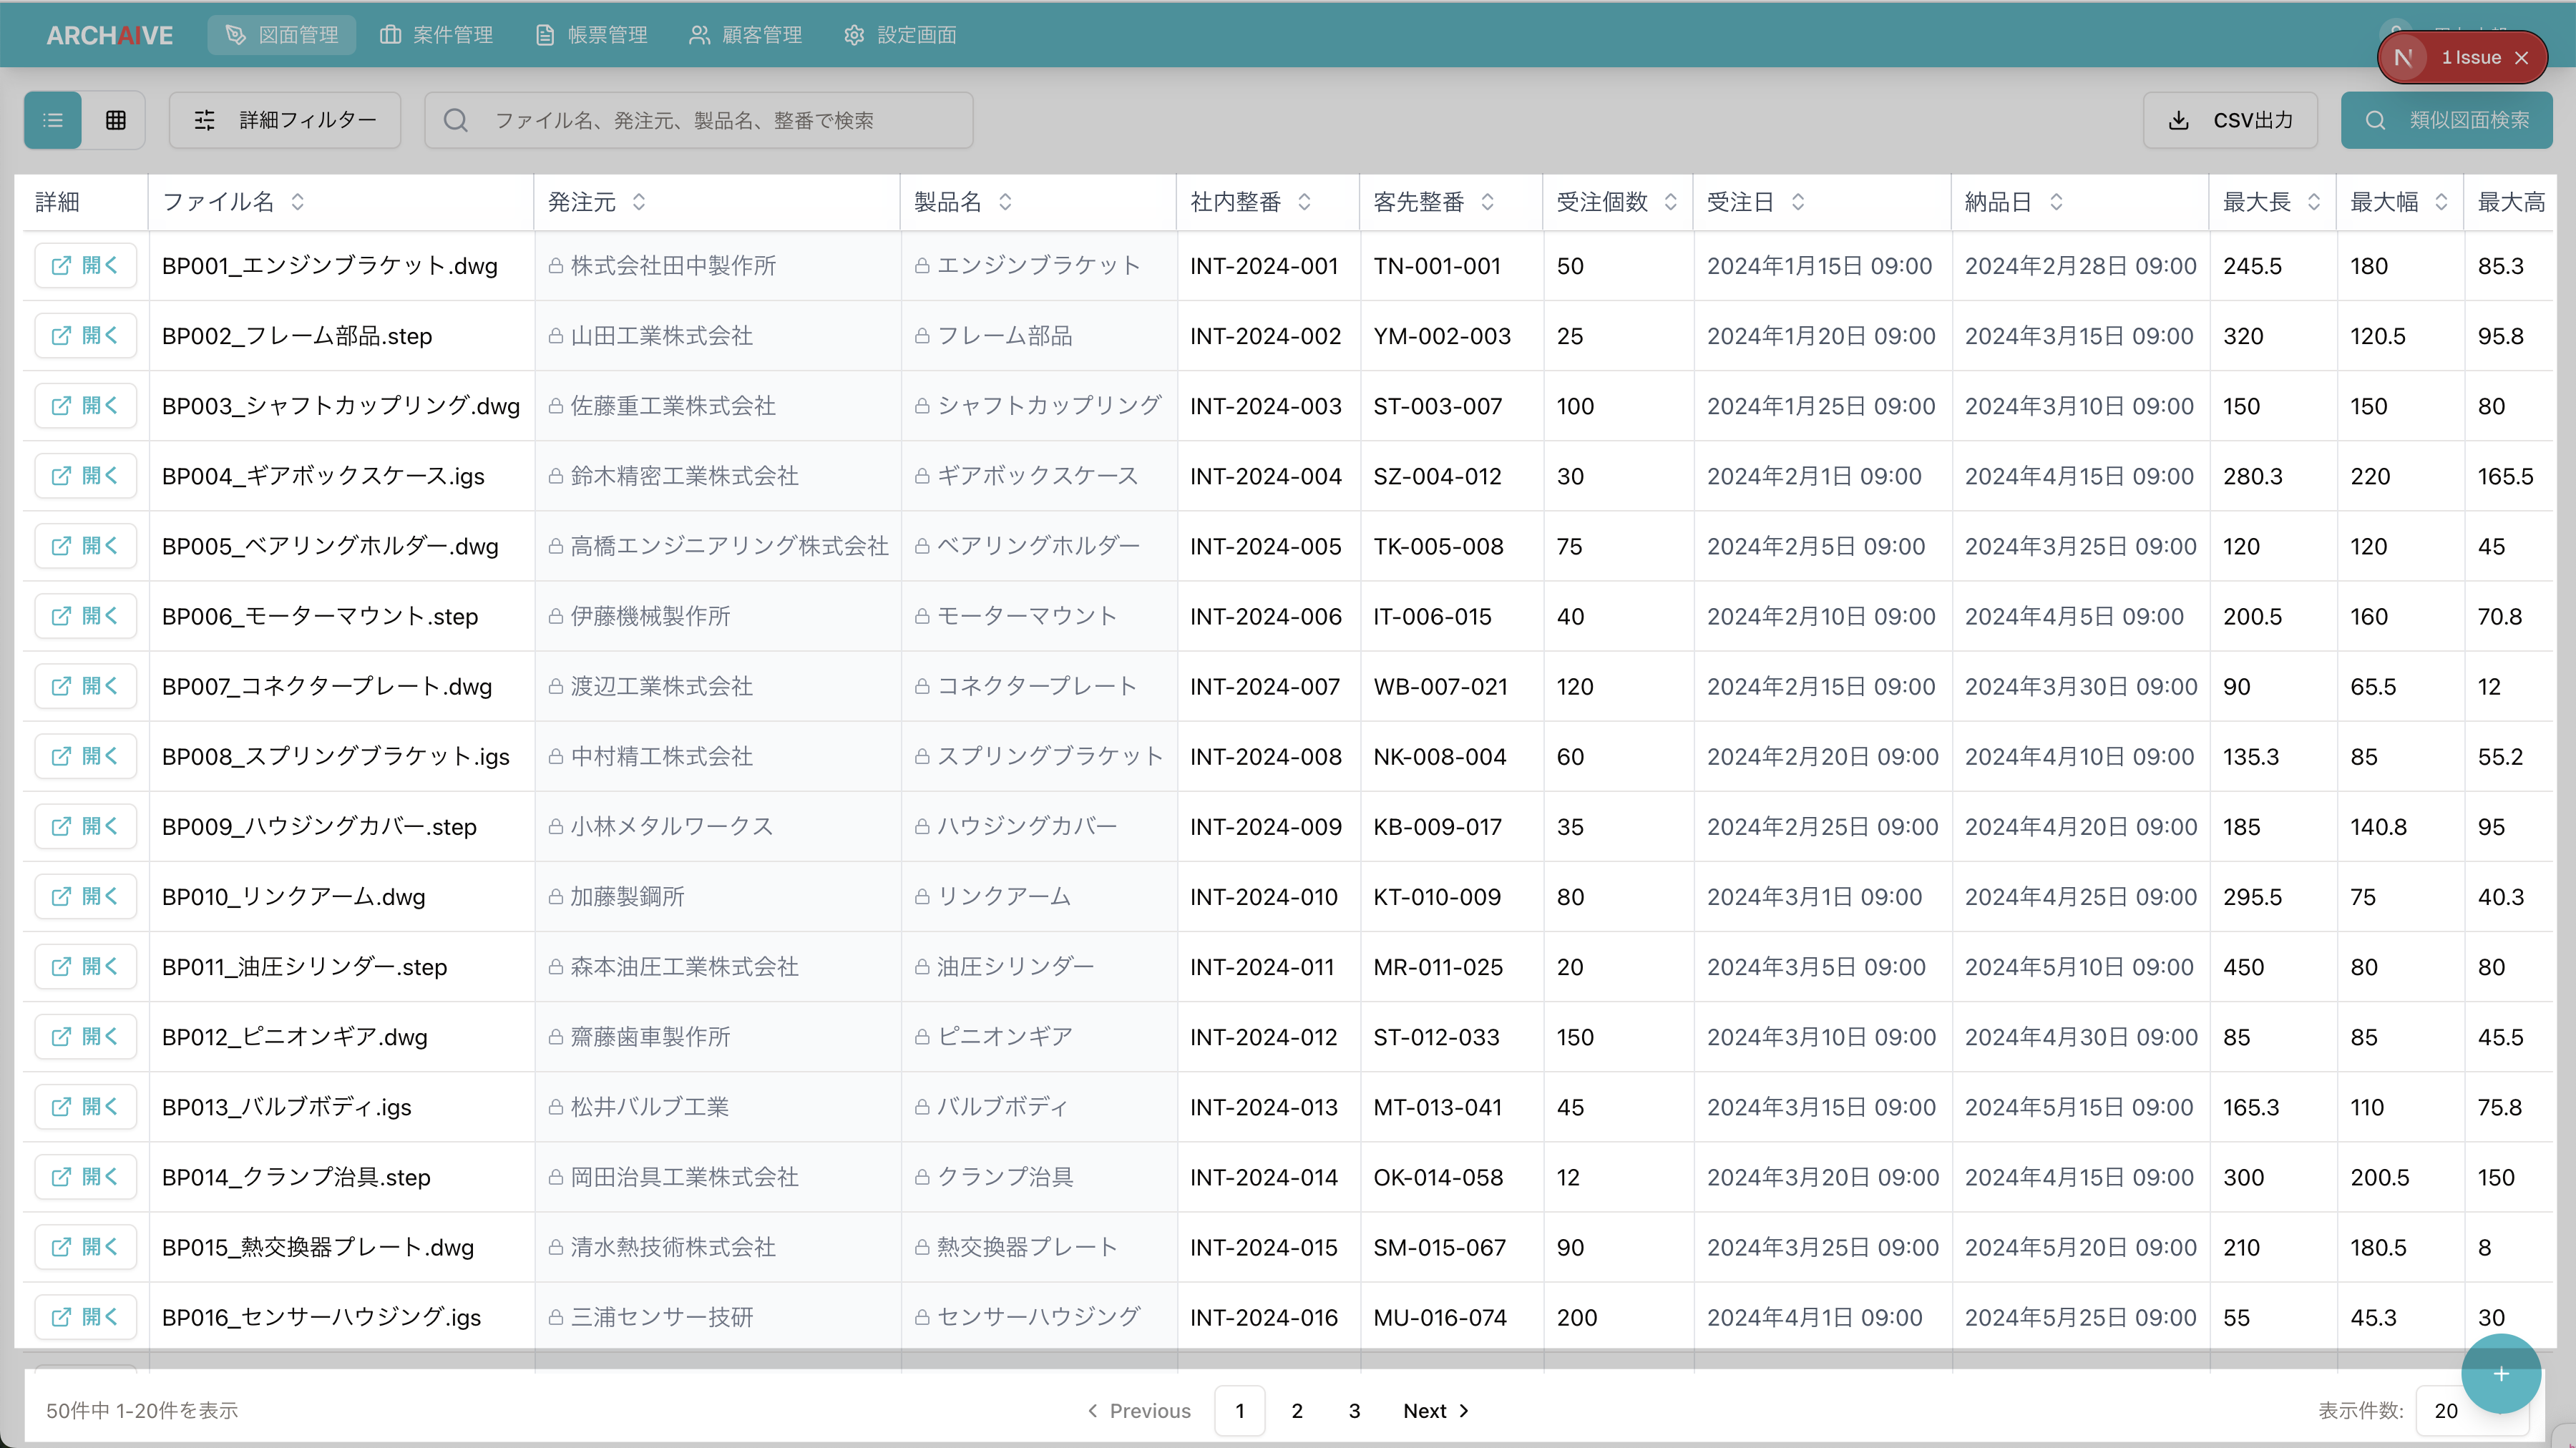 ARCHAIVE 図面管理 案件管理 帳票管理 顧客管理 設定画面
1 Issue
詳細フィルター ファイル名、発注元、製品名、整番で検索 CSV出力 類似図面検索
詳細 ファイル名 発注元 製品名 社内整番 客先整番 受注個数 受注日 納品日 最大長 最大幅 最大高
開く BP001_エンジンブラケット.dwg 株式会社田中製作所 エンジンブラケット INT-2024-001 TN-001-001 50 2024年1月15日 09:00 2024年2月28日 09:00 245.5 180 85.3
開く BP002_フレーム部品.step 山田工業株式会社 フレーム部品 INT-2024-002 YM-002-003 25 2024年1月20日 09:00 2024年3月15日 09:00 320 120.5 95.8
開く BP003_シャフトカップリング.dwg 佐藤重工業株式会社 シャフトカップリング INT-2024-003 ST-003-007 100 2024年1月25日 09:00 2024年3月10日 09:00 150 150 80
開く BP004_ギアボックスケース.igs 鈴木精密工業株式会社 ギアボックスケース INT-2024-004 SZ-004-012 30 2024年2月1日 09:00 2024年4月15日 09:00 280.3 220 165.5
開く BP005_ベアリングホルダー.dwg 高橋エンジニアリング株式会社 ベアリングホルダー INT-2024-005 TK-005-008 75 2024年2月5日 09:00 2024年3月25日 09:00 120 120 45
開く BP006_モーターマウント.step 伊藤機械製作所 モーターマウント INT-2024-006 IT-006-015 40 2024年2月10日 09:00 2024年4月5日 09:00 200.5 160 70.8
開く BP007_コネクタープレート.dwg 渡辺工業株式会社 コネクタープレート INT-2024-007 WB-007-021 120 2024年2月15日 09:00 2024年3月30日 09:00 90 65.5 12
開く BP008_スプリングブラケット.igs 中村精工株式会社 スプリングブラケット INT-2024-008 NK-008-004 60 2024年2月20日 09:00 2024年4月10日 09:00 135.3 85 55.2
開く BP009_ハウジングカバー.step 小林メタルワークス ハウジングカバー INT-2024-009 KB-009-017 35 2024年2月25日 09:00 2024年4月20日 09:00 185 140.8 95
開く BP010_リンクアーム.dwg 加藤製鋼所 リンクアーム INT-2024-010 KT-010-009 80 2024年3月1日 09:00 2024年4月25日 09:00 295.5 75 40.3
開く BP011_油圧シリンダー.step 森本油圧工業株式会社 油圧シリンダー INT-2024-011 MR-011-025 20 2024年3月5日 09:00 2024年5月10日 09:00 450 80 80
開く BP012_ピニオンギア.dwg 齋藤歯車製作所 ピニオンギア INT-2024-012 ST-012-033 150 2024年3月10日 09:00 2024年4月30日 09:00 85 85 45.5
開く BP013_バルブボディ.igs 松井バルブ工業 バルブボディ INT-2024-013 MT-013-041 45 2024年3月15日 09:00 2024年5月15日 09:00 165.3 110 75.8
開く BP014_クランプ治具.step 岡田治具工業株式会社 クランプ治具 INT-2024-014 OK-014-058 12 2024年3月20日 09:00 2024年4月15日 09:00 300 200.5 150
開く BP015_熱交換器プレート.dwg 清水熱技術株式会社 熱交換器プレート INT-2024-015 SM-015-067 90 2024年3月25日 09:00 2024年5月20日 09:00 210 180.5 8
開く BP016_センサーハウジング.igs 三浦センサー技研 センサーハウジング INT-2024-016 MU-016-074 200 2024年4月1日 09:00 2024年5月25日 09:00 55 45.3 30
50件中 1-20件を表示 Previous 1 2 3 Next 表示件数: 20